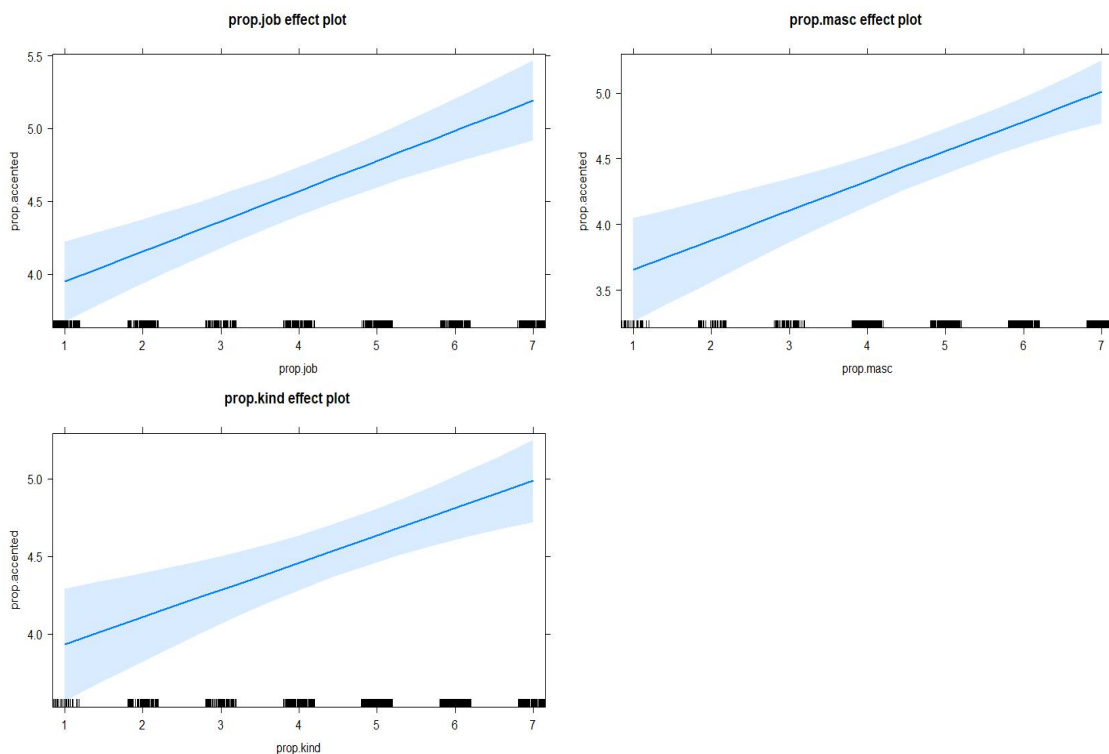 prop.job effect plot
5.5
5.0
4.5
4.0
prop.accented
1 2 3 4 5 6 7
prop.job
prop.masc effect plot
5.0
4.5
4.0
3.5
prop.accented
1 2 3 4 5 6 7
prop.masc
prop.kind effect plot
5.0
4.5
4.0
prop.accented
1 2 3 4 5 6 7
prop.kind